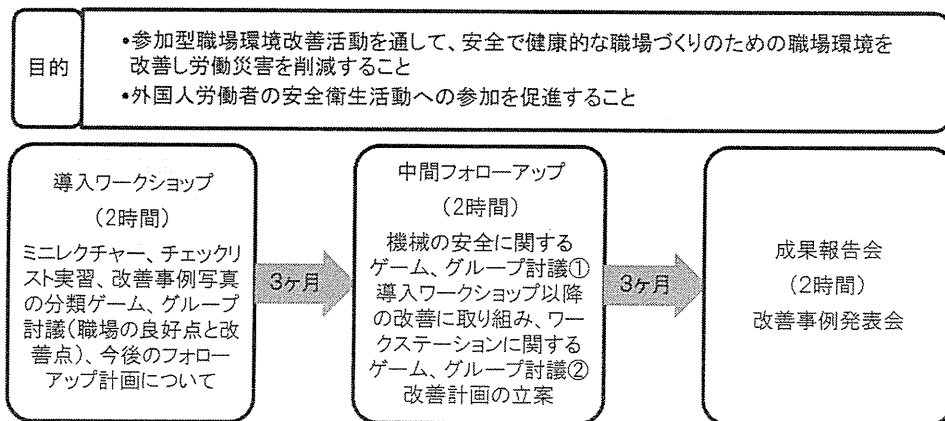 目的
•参加型職場環境改善活動を通して、安全で健康的な職場づくりのための職場環境を
改善し労働災害を削減すること
•外国人労働者の安全衛生活動への参加を促進すること
導入ワークショップ
(2時間)
ミニレクチャー、チェックリ
スト実習、改善事例写真
の分類ゲーム、グループ
討議(職場の良好点と改
善点)、今後のフォロー
アップ計画について
3ヶ月
中間フォローアップ
(2時間)
機械の安全に関する
ゲーム、グループ討議①
導入ワークショップ以降
の改善に取り組み、ワー
クステーションに関する
ゲーム、グループ討議②
改善計画の立案
3ヶ月
成果報告会
(2時間)
改善事例発表会